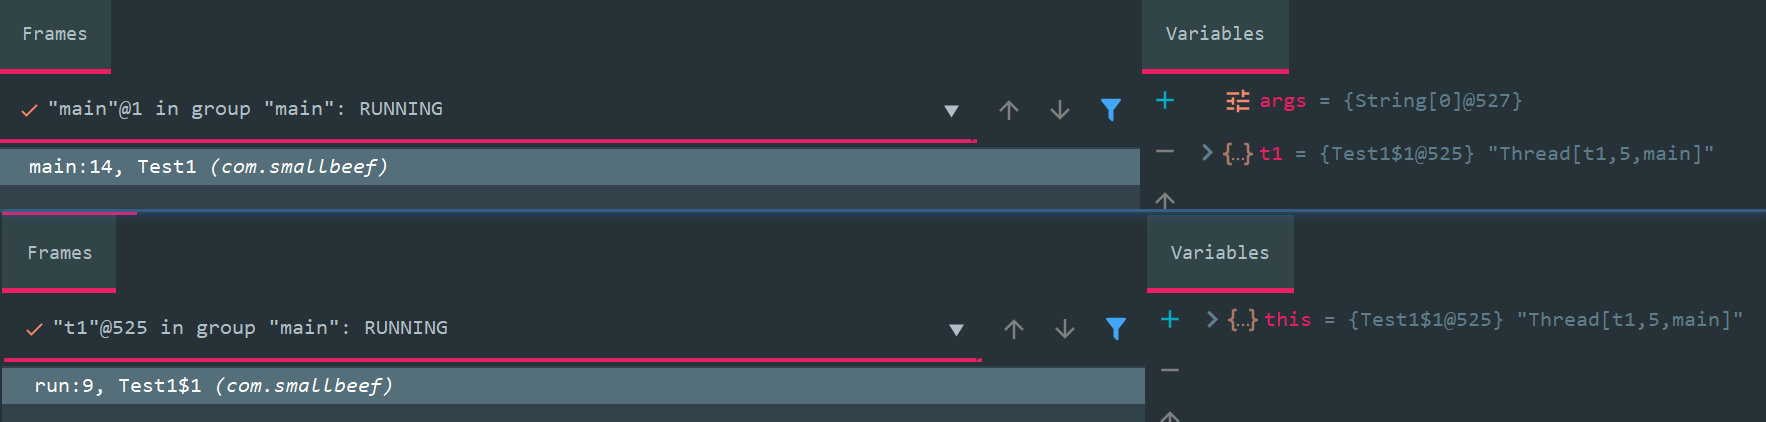 Frames
Variables
"main"@1 in group "main": RUNNING
args = {String[0]@527}
t1 = {Test1$1@525} "Thread[t1,5,main]"
main:14, Test1 (com.smallbeef)
Frames
Variables
"t1"@525 in group "main": RUNNING
this = {Test1$1@525} "Thread[t1,5,main]"
run:9, Test1$1 (com.smallbeef)